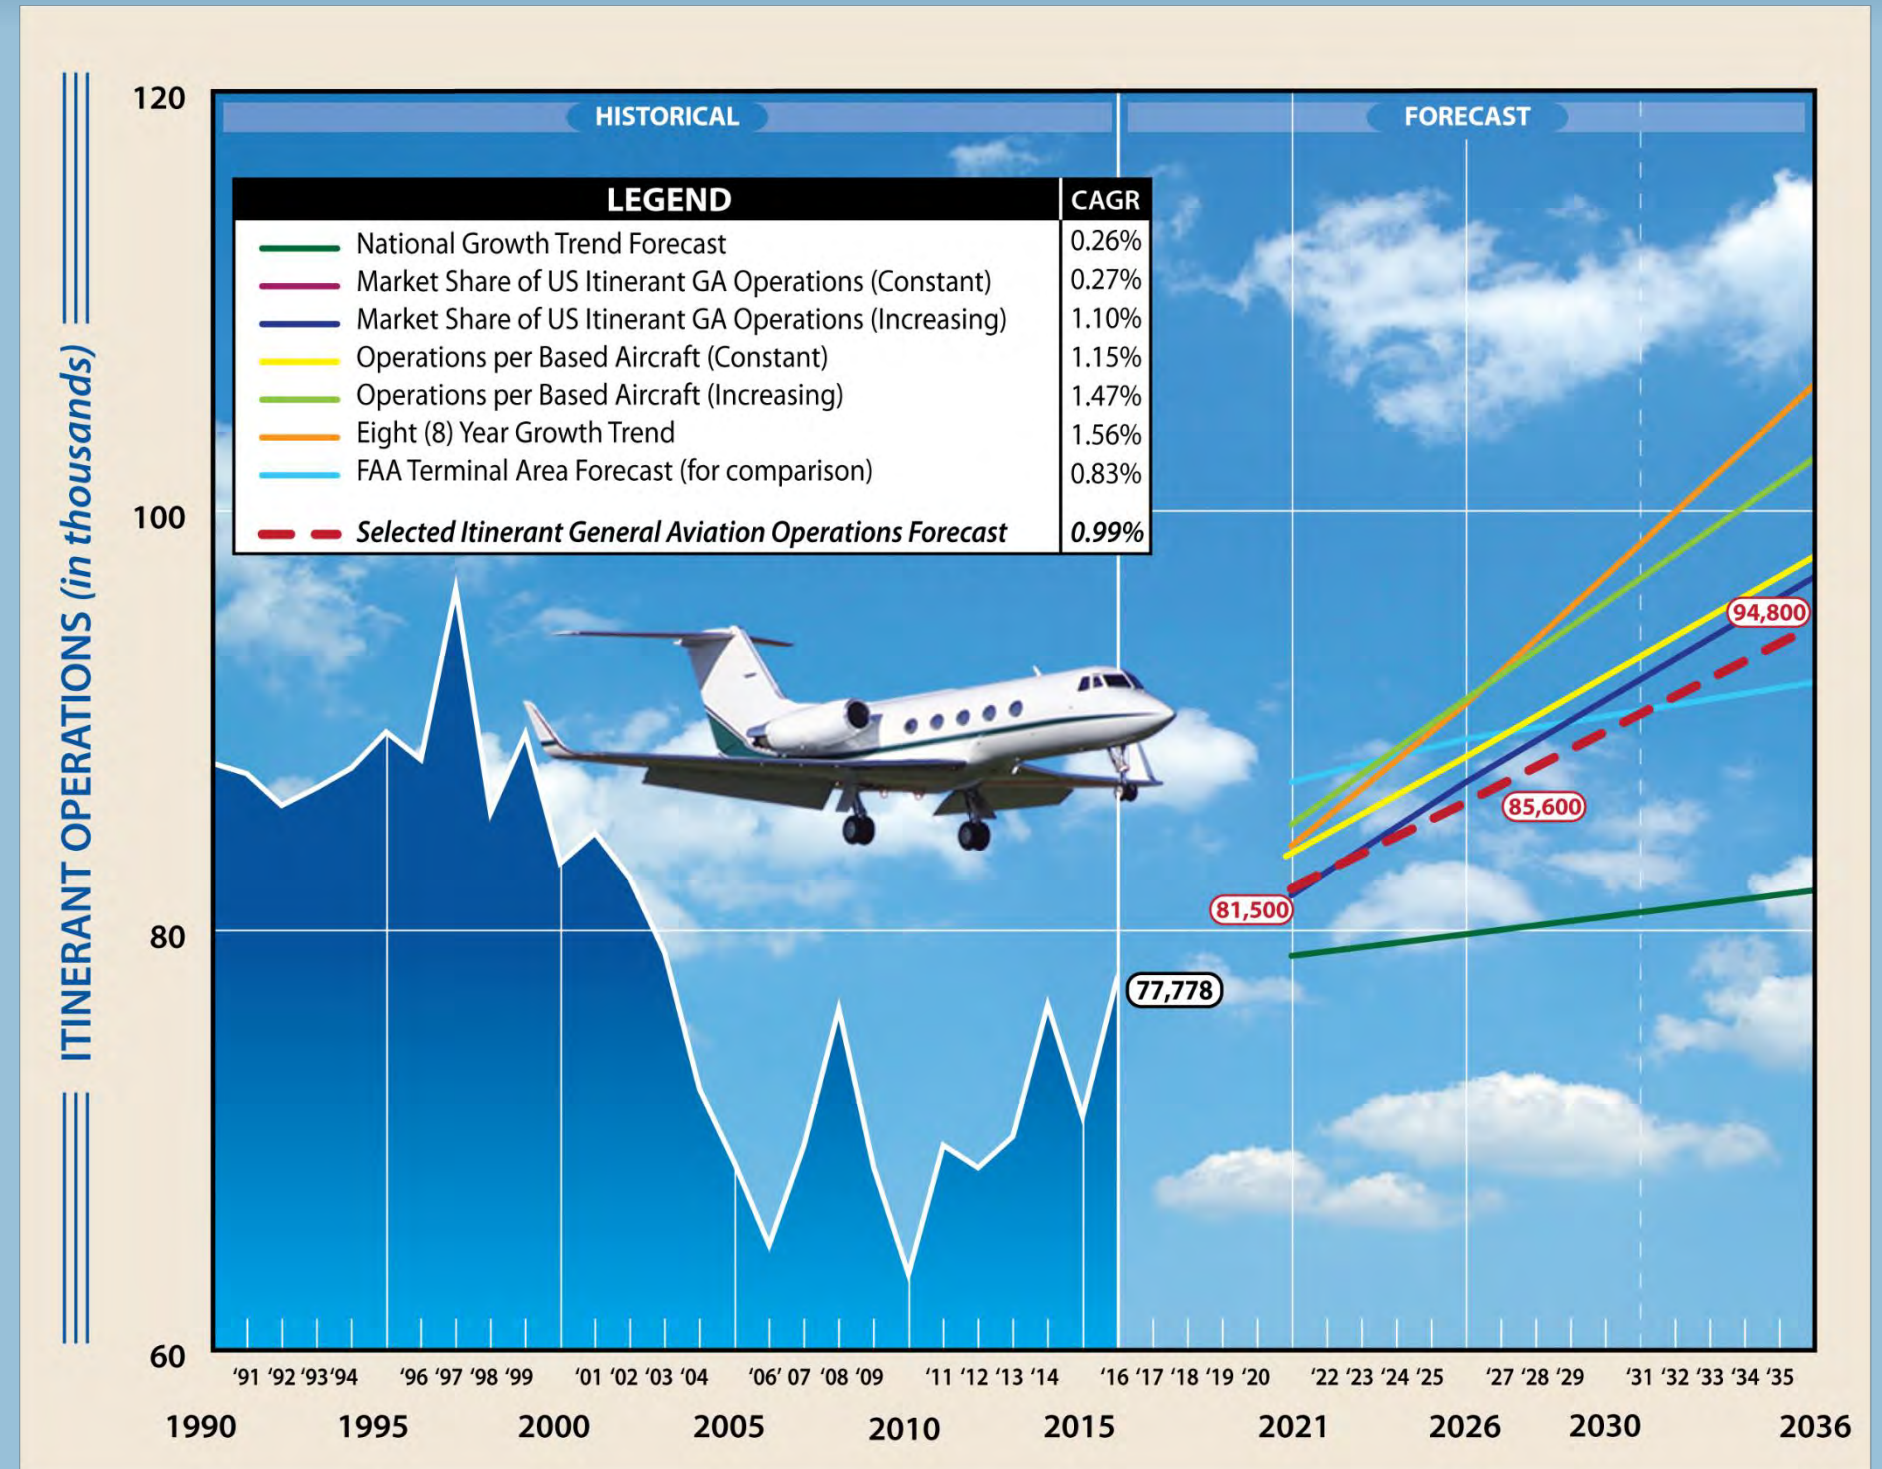 ITINERANT OPERATIONS (in thousands)
120
100
80
60
HISTORICAL
FORECAST
LEGEND CAGR
National Growth Trend Forecast 0.26%
Market Share of US Itinerant GA Operations (Constant) 0.27%
Market Share of US Itinerant GA Operations (Increasing) 1.10%
Operations per Based Aircraft (Constant) 1.15%
Operations per Based Aircraft (Increasing) 1.47%
Eight (8) Year Growth Trend 1.56%
FAA Terminal Area Forecast (for comparison) 0.83%
Selected Itinerant General Aviation Operations Forecast 0.99%
94,800
85,600
81,500
77,778
‘91 ‘92 ‘93 ‘94 ‘96 ‘97 ‘98 ‘99 ‘01 ‘02 ‘03 ‘04 ‘06‘ 07 ‘08 ‘09 ‘11 ‘12 ‘13 ‘14 ‘16 ‘17 ‘18 ‘19 ‘20 ‘22 ‘23 ‘24 ‘25 ‘27 ‘28 ‘29 ‘31 ‘32 ‘33 ‘34 ‘35
1990 1995 2000 2005 2010 2015 2021 2026 2030 2036